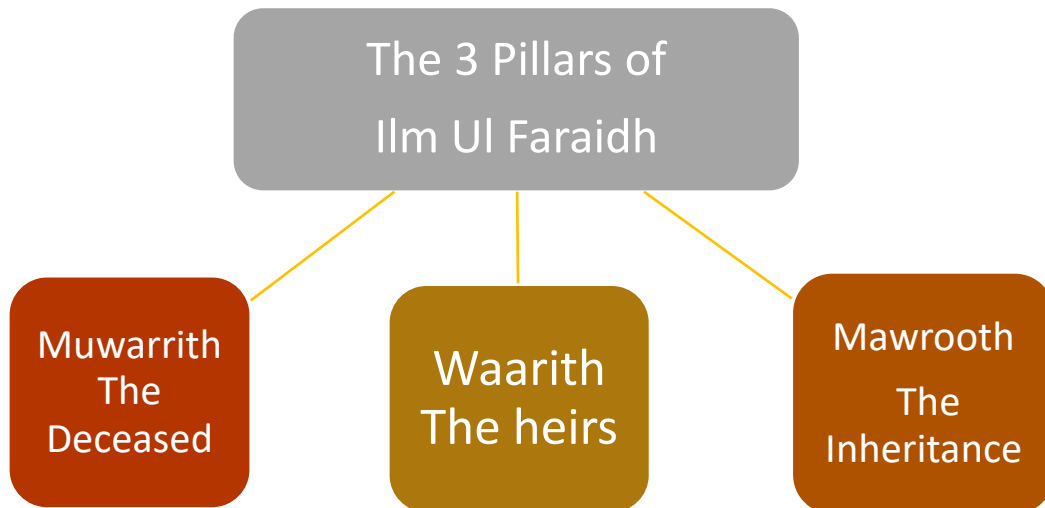 The 3 Pillars of
Ilm Ul Faraidh
Muwarrith
The
Deceased
Waarith
The heirs
Mawrooth
The
Inheritance